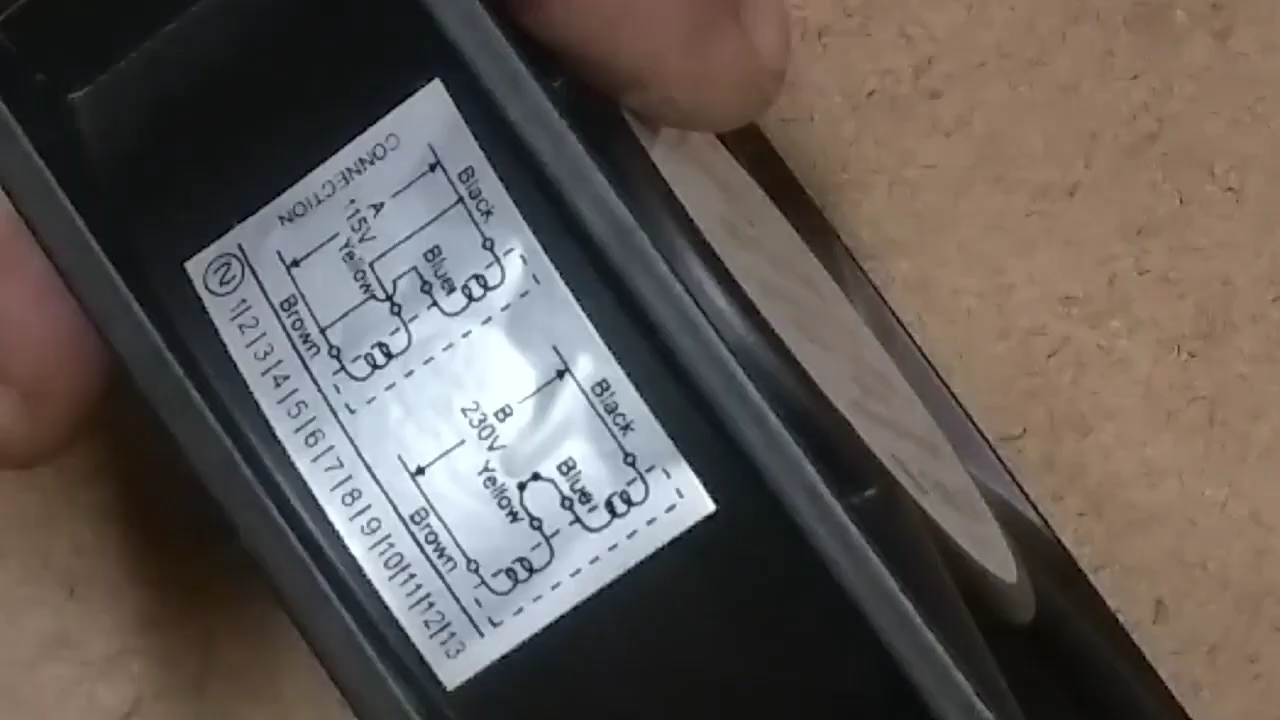 CONNECTION
A
115V
Black
Blue
Yellow
Brown
B
230V
Black
Blue
Yellow
Brown
N 1|2|3|4|5|6|7|8|9|10|11|12|13